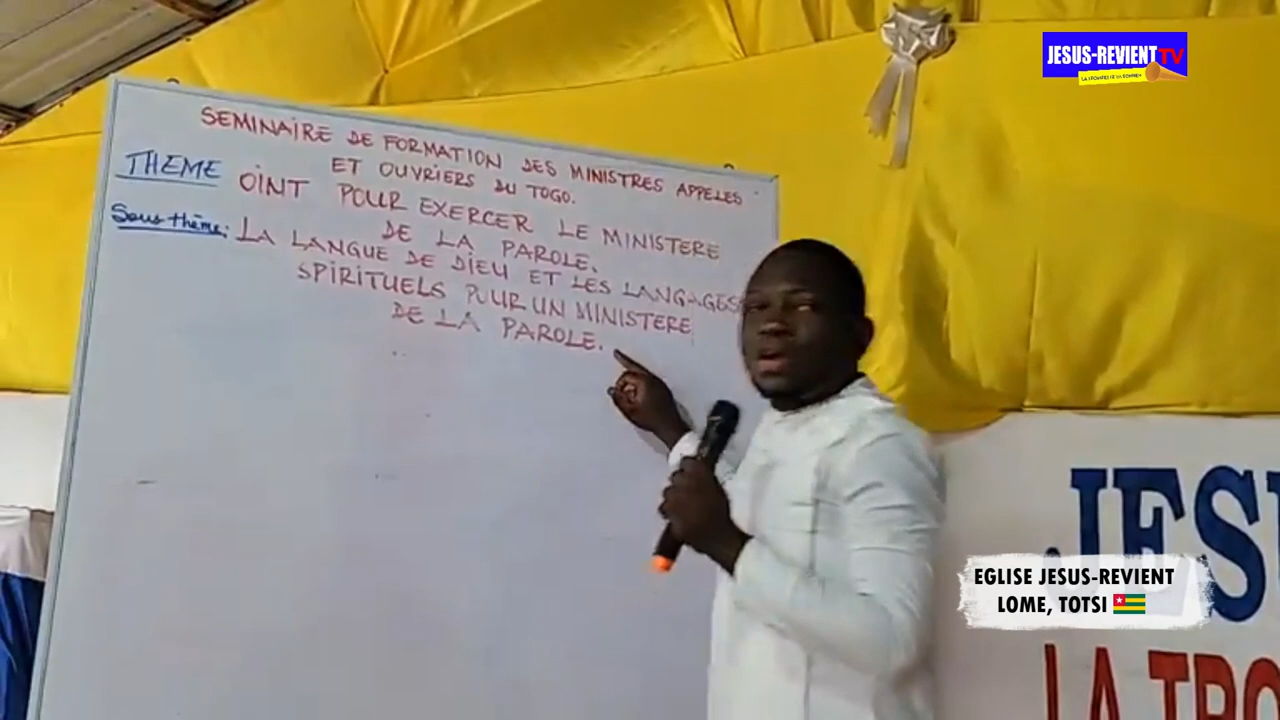 JESUS-REVIENT TV
SEMINAIRE DE FORMATION DES MINISTRES APPELES
ET OUVRIERS DU TOGO.
THEME OINT POUR EXERCER LE MINISTERE
DE LA PAROLE.
Sous thème: LA LANGUE DE DIEU ET LES LANGAGES
SPIRITUELS POUR UN MINISTERE
DE LA PAROLE.
JES
EGLISE JESUS-REVIENT
LOME, TOTSI
LA TRO